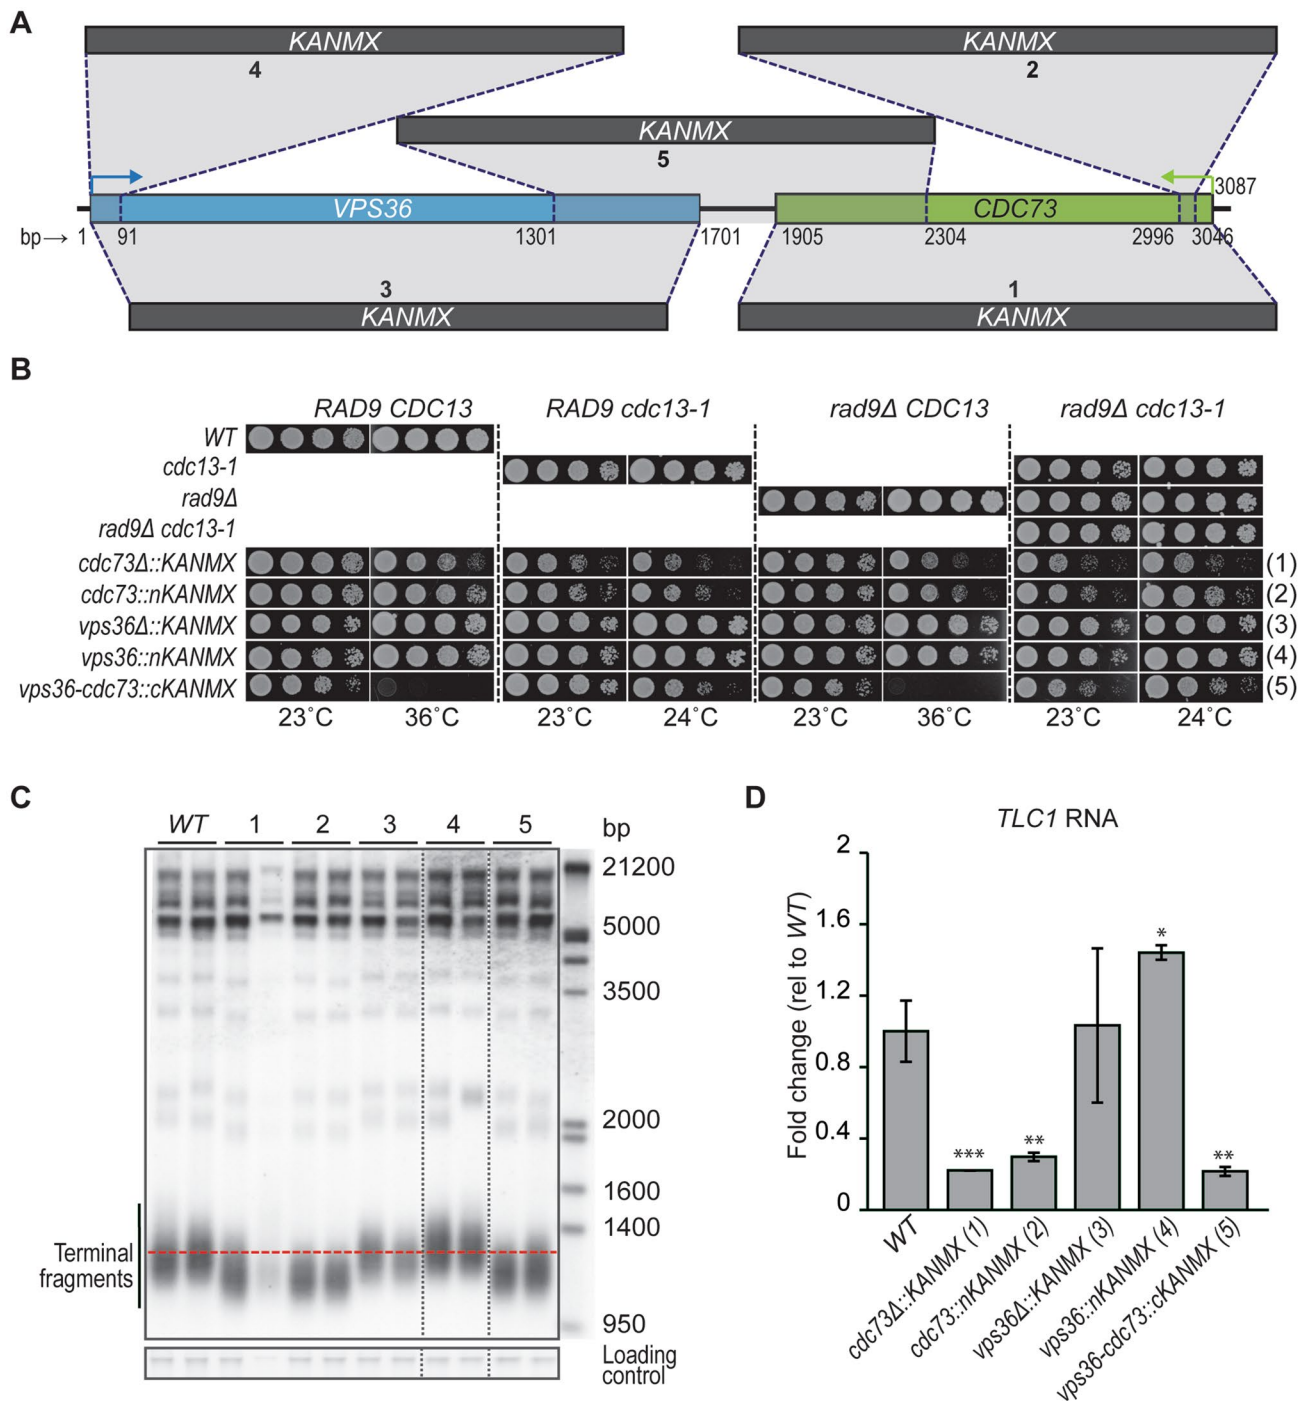 A
KANMX
KANMX
4
2
KANMX
5
3087
VPS36
CDC73
bp→ 1 91 1301 1701 1905 2304 2996 3046
3
1
KANMX
KANMX
B
RAD9 CDC13 RAD9 cdc13-1 rad9Δ CDC13 rad9Δ cdc13-1
WT
cdc13-1
rad9Δ
rad9Δ cdc13-1
cdc73Δ::KANMX (1)
cdc73::nKANMX (2)
vps36Δ::KANMX (3)
vps36::nKANMX (4)
vps36-cdc73::cKANMX (5)
23˚C 36˚C 23˚C 24˚C 23˚C 36˚C 23˚C 24˚C
C
WT 1 2 3 4 5 bp
21200
5000
3500
2000
1600
1400
950
Terminal
fragments
Loading
control
D
TLC1 RNA
Fold change (rel to WT)
2
1.6
1.2
0.8
0.4
0
***
**
*
**
WT
cdc73Δ::KANMX (1)
cdc73::nKANMX (2)
vps36Δ::KANMX (3)
vps36::nKANMX (4)
vps36-cdc73::cKANMX (5)